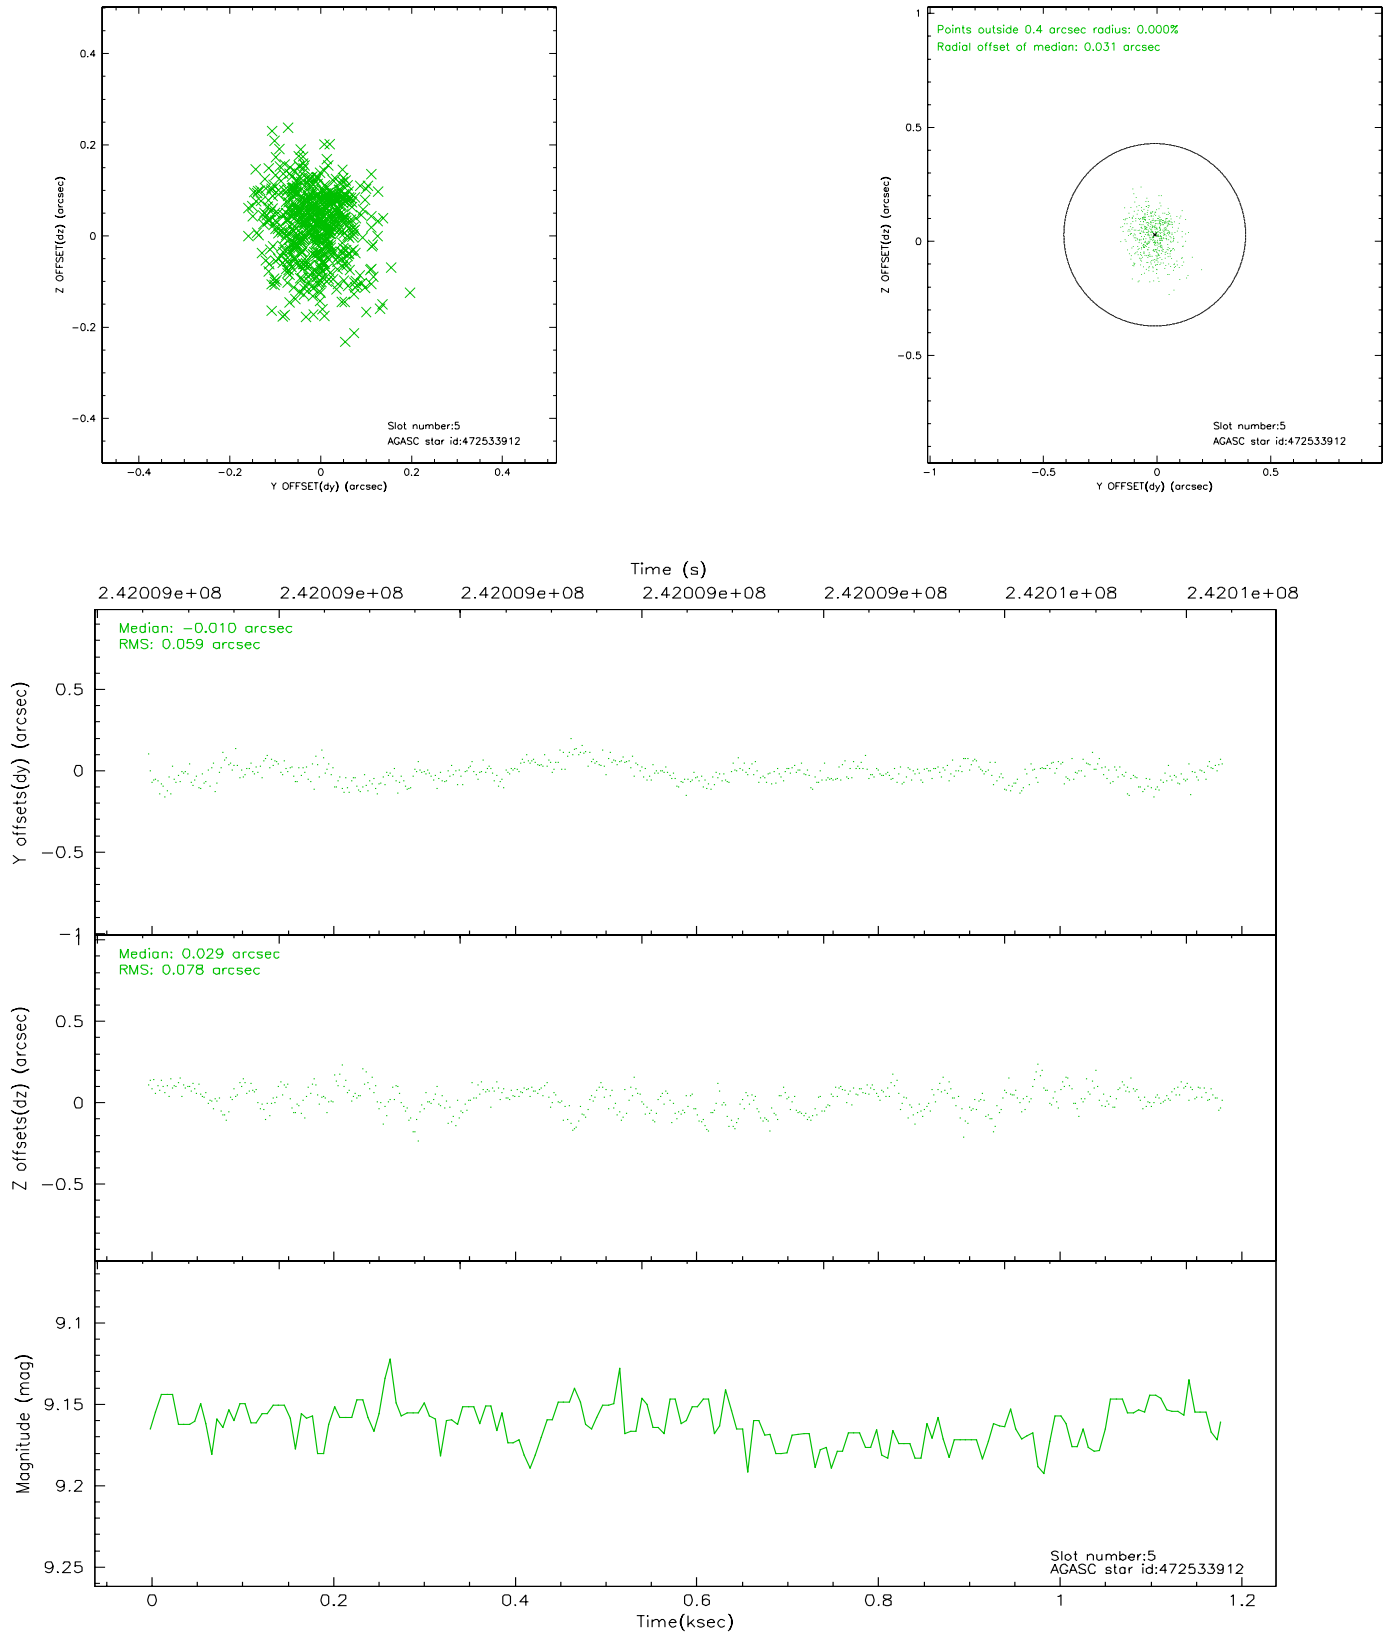 0.4
0.2
0
−0.2
−0.4
Z OFFSET(dz) (arcsec)
Slot number:5
AGASC star id:472533912
−0.4 −0.2 0 0.2 0.4
Y OFFSET(dy) (arcsec)
Points outside 0.4 arcsec radius: 0.000%
Radial offset of median: 0.031 arcsec
1
0.5
0
−0.5
Z OFFSET(dz) (arcsec)
Slot number:5
AGASC star id:472533912
−1 −0.5 0 0.5
Y OFFSET(dy) (arcsec)
Time (s)
2.42009e+08 2.42009e+08 2.42009e+08 2.42009e+08 2.42009e+08 2.4201e+08 2.4201e+08
Median: −0.010 arcsec
RMS: 0.059 arcsec
0.5
0
−0.5
−1
Y offsets(dy) (arcsec)
Median: 0.029 arcsec
RMS: 0.078 arcsec
1
0.5
0
−0.5
Z offsets(dz) (arcsec)
9.1
9.15
9.2
9.25
Magnitude (mag)
Slot number:5
AGASC star id:472533912
0 0.2 0.4 0.6 0.8 1 1.2
Time(ksec)